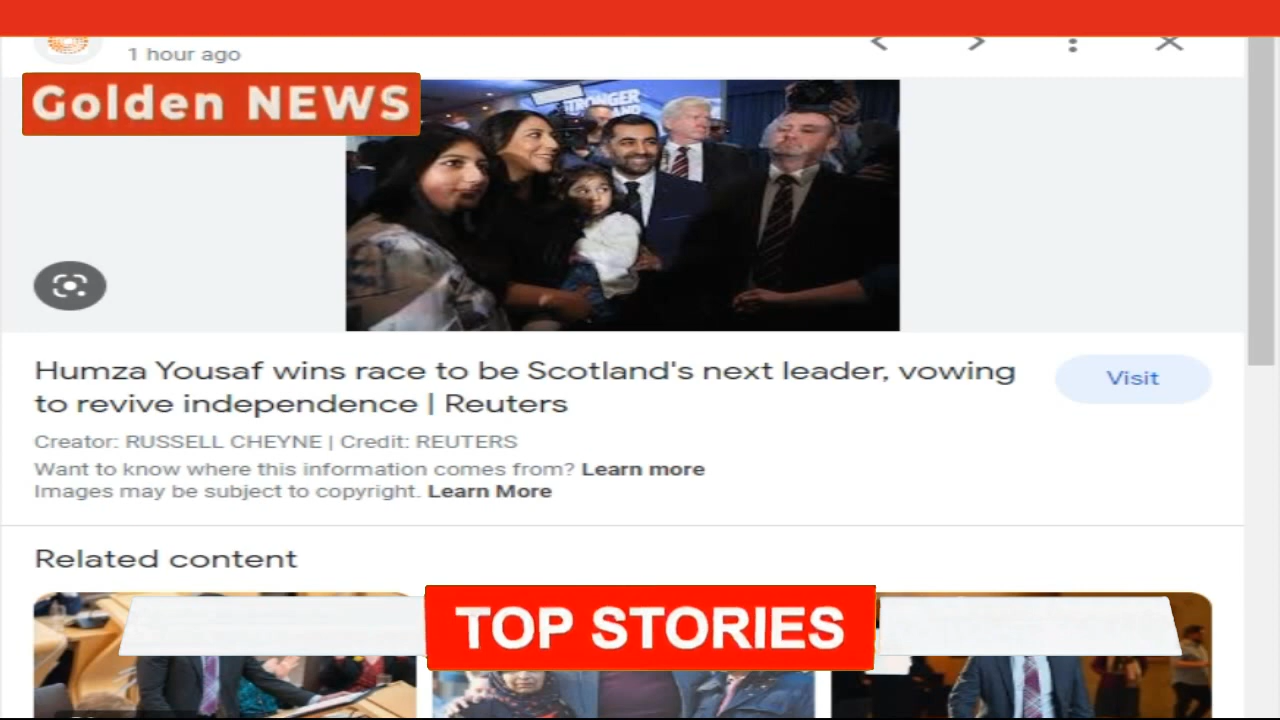 1 hour ago
Golden NEWS
STRONGER
Humza Yousaf wins race to be Scotland's next leader, vowing
to revive independence | Reuters
Visit
Creator: RUSSELL CHEYNE | Credit: REUTERS
Want to know where this information comes from? Learn more
Images may be subject to copyright. Learn More
Related content
TOP STORIES